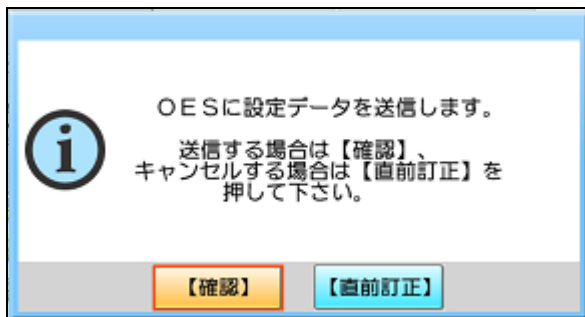 OESに設定データを送信します。
送信する場合は【確認】、
キャンセルする場合は【直前訂正】を
押して下さい。
【確認】
【直前訂正】